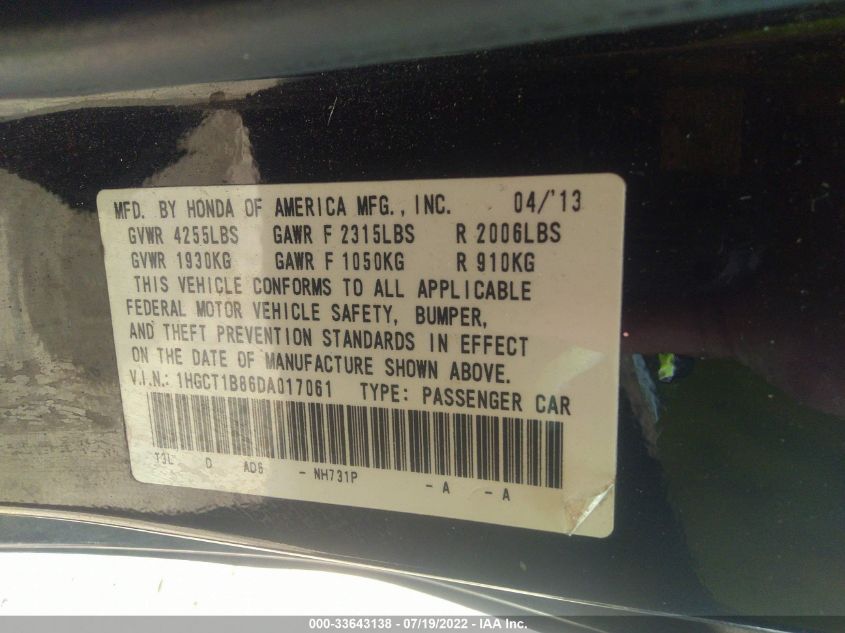 MFD. BY HONDA OF AMERICA MFG., INC. 04/'13
GVWR 4255LBS GAWR F 2315LBS R 2006LBS
GVWR 1930KG GAWR F 1050KG R 910KG
THIS VEHICLE CONFORMS TO ALL APPLICABLE
FEDERAL MOTOR VEHICLE SAFETY, BUMPER,
AND THEFT PREVENTION STANDARDS IN EFFECT
ON THE DATE OF MANUFACTURE SHOWN ABOVE.
V.I.N.: 1HGCT1B86DA017061 TYPE: PASSENGER CAR
T3L D AD6 - NH731P - A - A
000-33643138 - 07/19/2022 - IAA Inc.